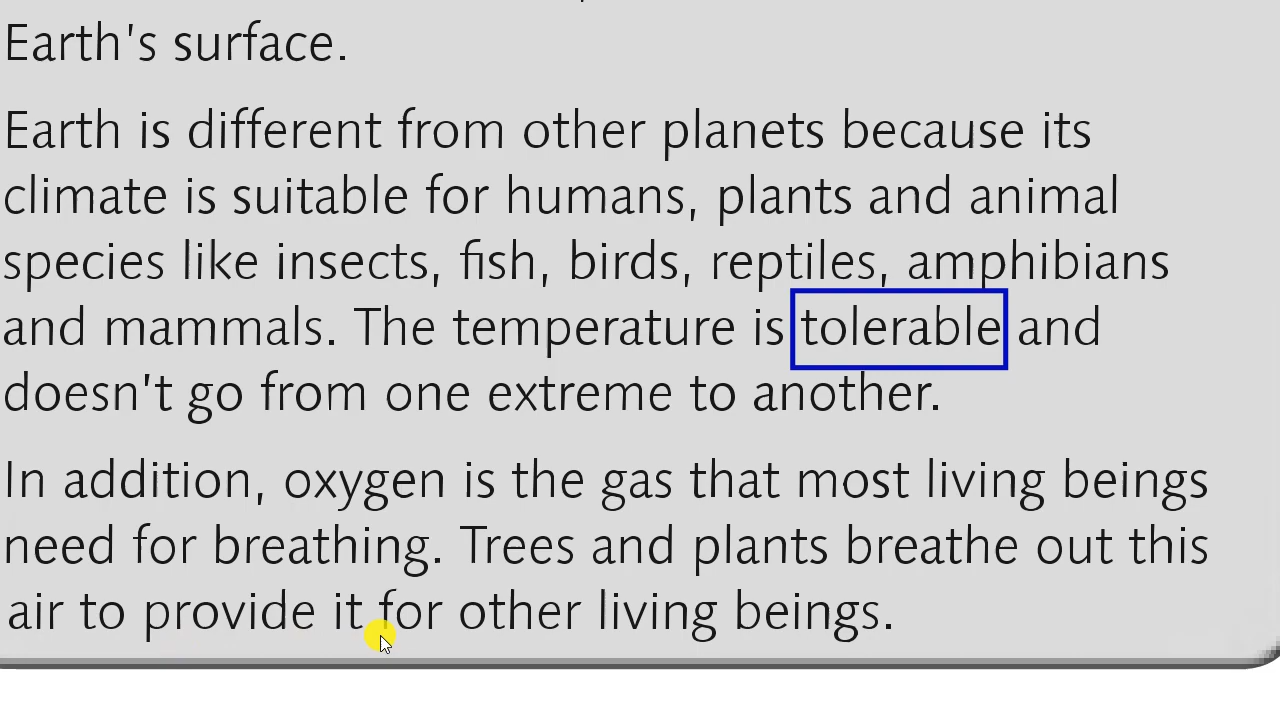 Earth's surface.
Earth is different from other planets because its
climate is suitable for humans, plants and animal
species like insects, fish, birds, reptiles, amphibians
and mammals. The temperature is tolerable and
doesn't go from one extreme to another.
In addition, oxygen is the gas that most living beings
need for breathing. Trees and plants breathe out this
air to provide it for other living beings.